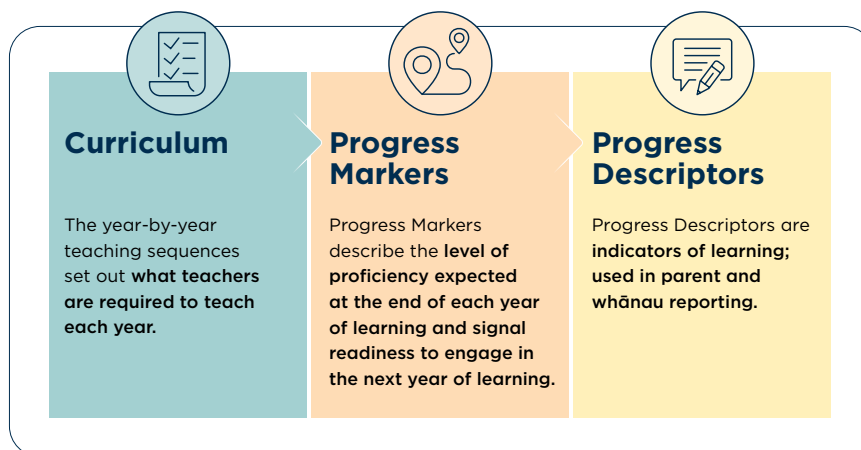 Curriculum
The year-by-year
teaching sequences
set out what teachers
are required to teach
each year.
Progress
Markers
Progress Markers
describe the level of
proficiency expected
at the end of each year
of learning and signal
readiness to engage in
the next year of learning.
Progress
Descriptors
Progress Descriptors are
indicators of learning;
used in parent and
whānau reporting.